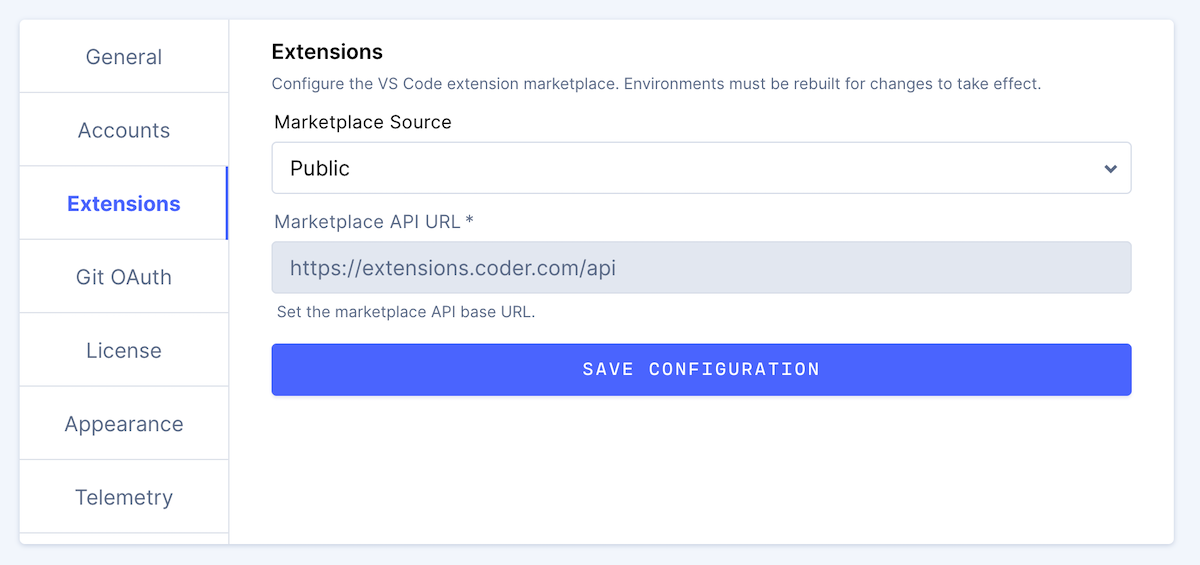 General
Accounts
Extensions
Git OAuth
License
Appearance
Telemetry
Extensions
Configure the VS Code extension marketplace. Environments must be rebuilt for changes to take effect.
Marketplace Source
Public
Marketplace API URL *
https://extensions.coder.com/api
Set the marketplace API base URL.
SAVE CONFIGURATION